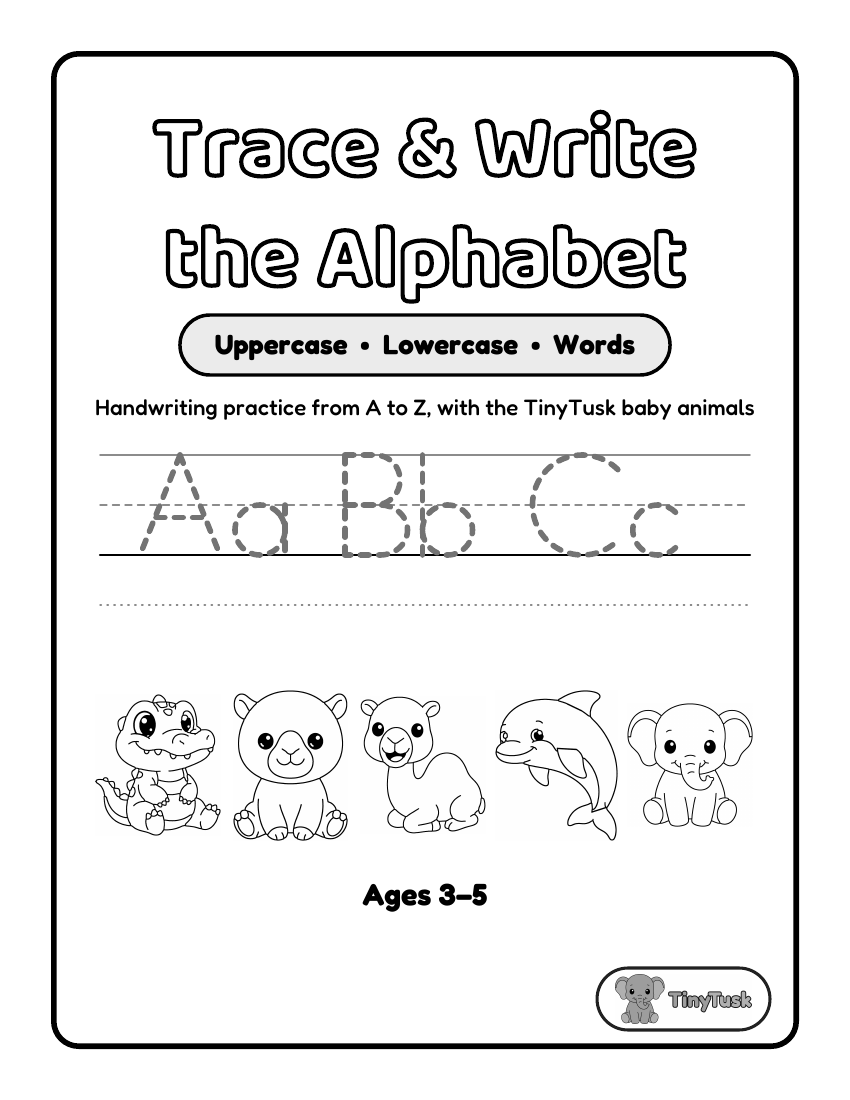 Trace & Write
the Alphabet
Uppercase • Lowercase • Words
Handwriting practice from A to Z, with the TinyTusk baby animals
Aa Bb Cc
Ages 3–5
TinyTusk